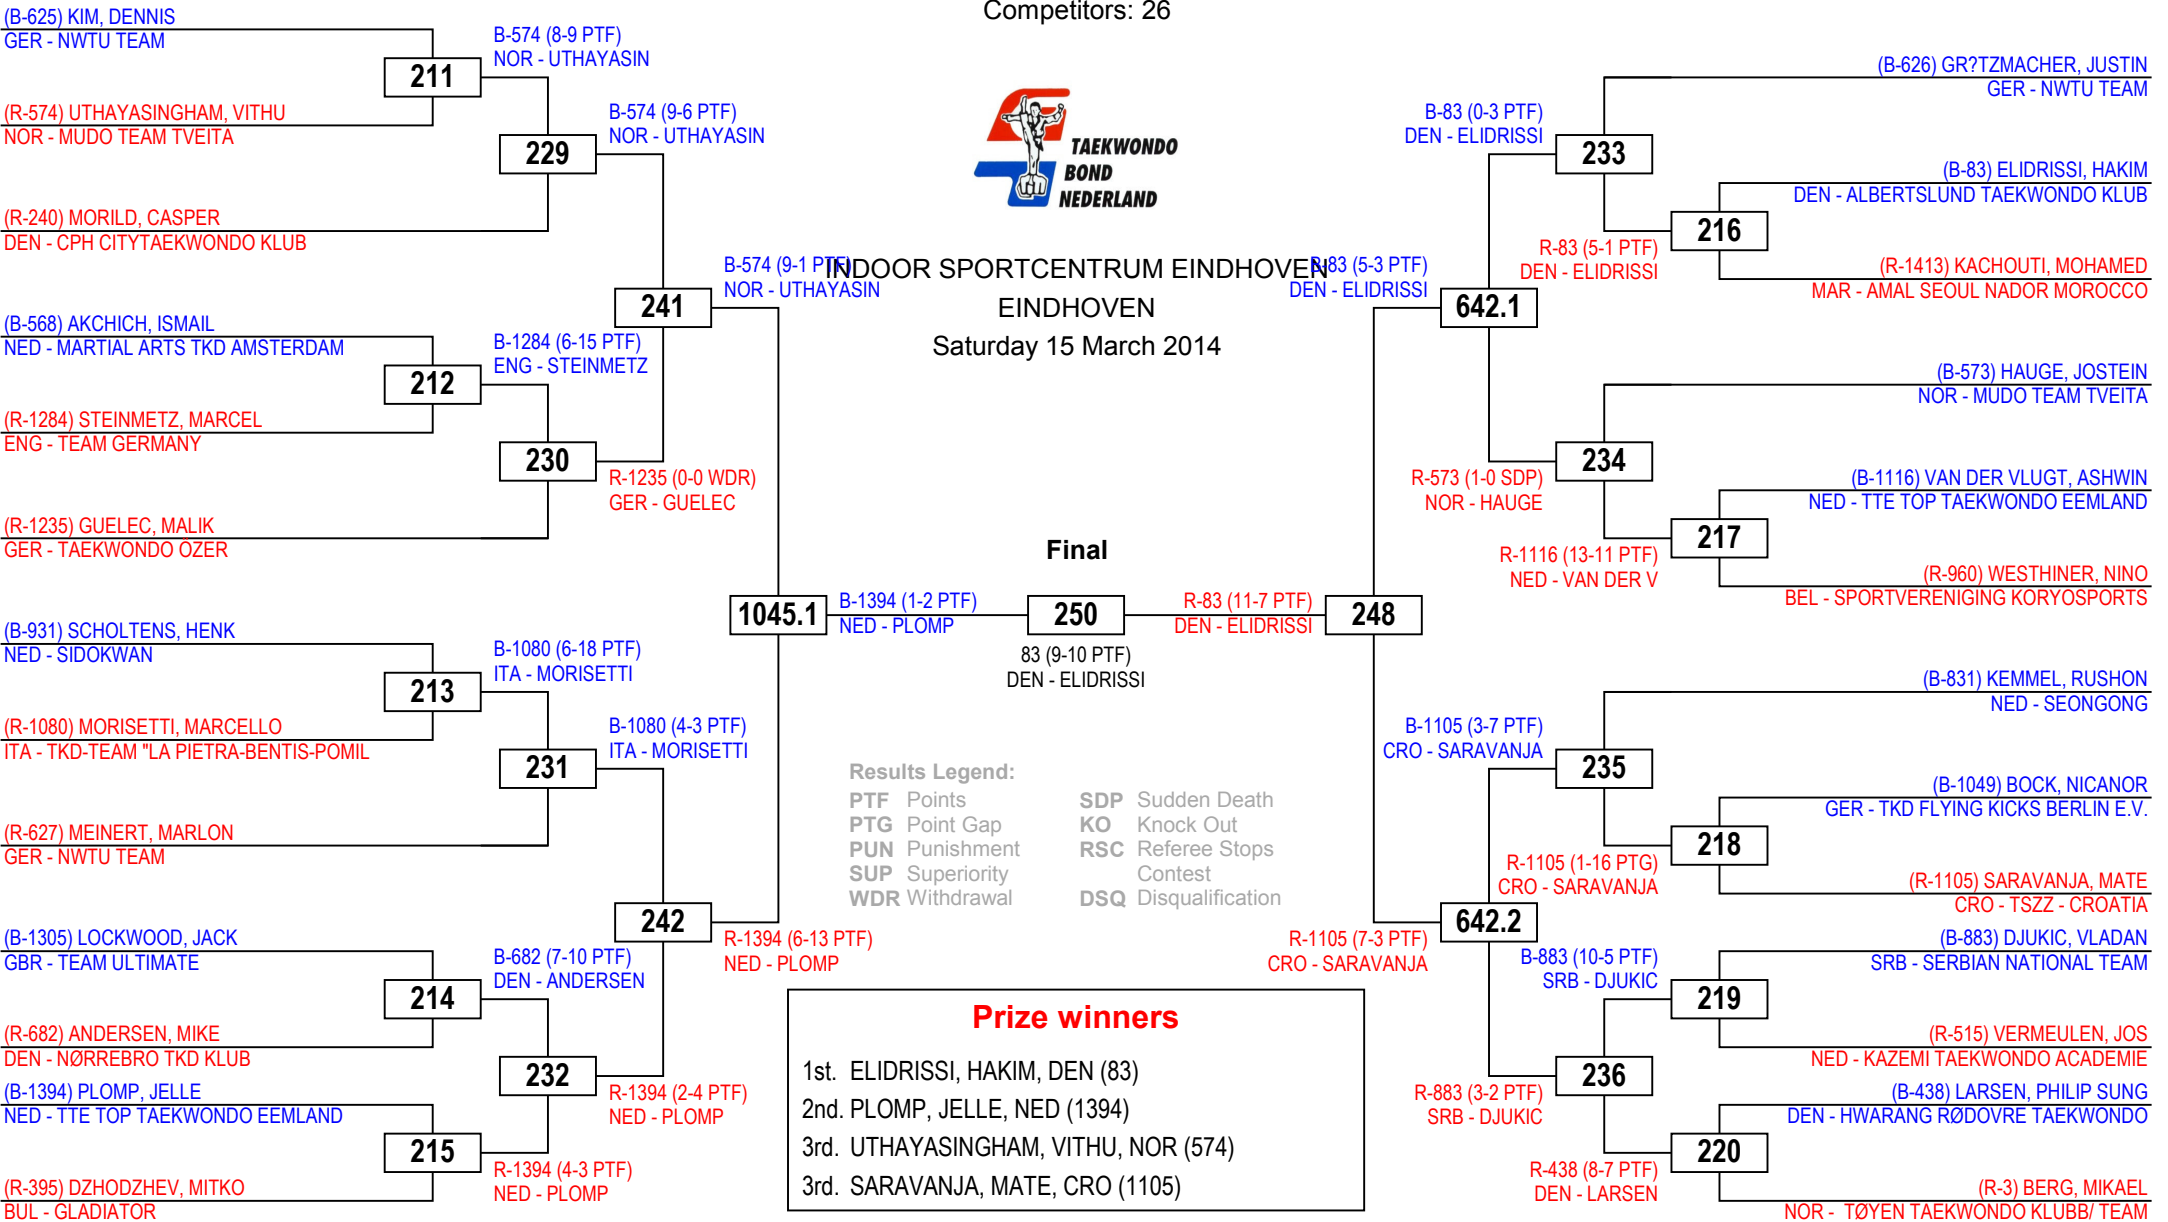 Competitors: 26
(B-625) KIM, DENNIS
GER - NWTU TEAM
211
(R-574) UTHAYASINGHAM, VITHU
NOR - MUDO TEAM TVEITA
B-574 (8-9 PTF)
NOR - UTHAYASIN
229
(R-240) MORILD, CASPER
DEN - CPH CITYTAEKWONDO KLUB
B-574 (9-6 PTF)
NOR - UTHAYASIN
241
(B-568) AKCHICH, ISMAIL
NED - MARTIAL ARTS TKD AMSTERDAM
212
(R-1284) STEINMETZ, MARCEL
ENG - TEAM GERMANY
B-1284 (6-15 PTF)
ENG - STEINMETZ
230
(R-1235) GUELEC, MALIK
GER - TAEKWONDO OZER
R-1235 (0-0 WDR)
GER - GUELEC
B-574 (9-1 PTF)
NOR - UTHAYASIN
1045.1
(B-931) SCHOLTENS, HENK
NED - SIDOKWAN
213
(R-1080) MORISETTI, MARCELLO
ITA - TKD-TEAM "LA PIETRA-BENTIS-POMIL
B-1080 (6-18 PTF)
ITA - MORISETTI
231
(R-627) MEINERT, MARLON
GER - NWTU TEAM
B-1080 (4-3 PTF)
ITA - MORISETTI
242
(B-1305) LOCKWOOD, JACK
GBR - TEAM ULTIMATE
214
(R-682) ANDERSEN, MIKE
DEN - NØRREBRO TKD KLUB
B-682 (7-10 PTF)
DEN - ANDERSEN
232
(B-1394) PLOMP, JELLE
NED - TTE TOP TAEKWONDO EEMLAND
215
(R-395) DZHODZHEV, MITKO
BUL - GLADIATOR
R-1394 (4-3 PTF)
NED - PLOMP
R-1394 (2-4 PTF)
NED - PLOMP
R-1394 (6-13 PTF)
NED - PLOMP
TAEKWONDO
BOND
NEDERLAND
INDOOR SPORTCENTRUM EINDHOVEN
EINDHOVEN
Saturday 15 March 2014
Final
B-1394 (1-2 PTF)
NED - PLOMP
250
R-83 (11-7 PTF)
DEN - ELIDRISSI
83 (9-10 PTF)
DEN - ELIDRISSI
248
Results Legend:
PTF Points
PTG Point Gap
PUN Punishment
SUP Superiority
WDR Withdrawal
SDP Sudden Death
KO Knock Out
RSC Referee Stops
Contest
DSQ Disqualification
Prize winners
1st. ELIDRISSI, HAKIM, DEN (83)
2nd. PLOMP, JELLE, NED (1394)
3rd. UTHAYASINGHAM, VITHU, NOR (574)
3rd. SARAVANJA, MATE, CRO (1105)
(B-626) GR?TZMACHER, JUSTIN
GER - NWTU TEAM
B-83 (0-3 PTF)
DEN - ELIDRISSI
233
(B-83) ELIDRISSI, HAKIM
DEN - ALBERTSLUND TAEKWONDO KLUB
216
R-83 (5-1 PTF)
DEN - ELIDRISSI
(R-1413) KACHOUTI, MOHAMED
MAR - AMAL SEOUL NADOR MOROCCO
B-83 (5-3 PTF)
DEN - ELIDRISSI
642.1
(B-573) HAUGE, JOSTEIN
NOR - MUDO TEAM TVEITA
234
R-573 (1-0 SDP)
NOR - HAUGE
(B-1116) VAN DER VLUGT, ASHWIN
NED - TTE TOP TAEKWONDO EEMLAND
217
R-1116 (13-11 PTF)
NED - VAN DER V
(R-960) WESTHINER, NINO
BEL - SPORTVERENIGING KORYOSPORTS
(B-831) KEMMEL, RUSHON
NED - SEONGONG
B-1105 (3-7 PTF)
CRO - SARAVANJA
235
(B-1049) BOCK, NICANOR
GER - TKD FLYING KICKS BERLIN E.V.
218
R-1105 (1-16 PTG)
CRO - SARAVANJA
(R-1105) SARAVANJA, MATE
CRO - TSZZ - CROATIA
R-1105 (7-3 PTF)
CRO - SARAVANJA
642.2
(B-883) DJUKIC, VLADAN
SRB - SERBIAN NATIONAL TEAM
B-883 (10-5 PTF)
SRB - DJUKIC
219
(R-515) VERMEULEN, JOS
NED - KAZEMI TAEKWONDO ACADEMIE
236
R-883 (3-2 PTF)
SRB - DJUKIC
(B-438) LARSEN, PHILIP SUNG
DEN - HWARANG RØDOVRE TAEKWONDO
220
R-438 (8-7 PTF)
DEN - LARSEN
(R-3) BERG, MIKAEL
NOR - TØYEN TAEKWONDO KLUBB/ TEAM